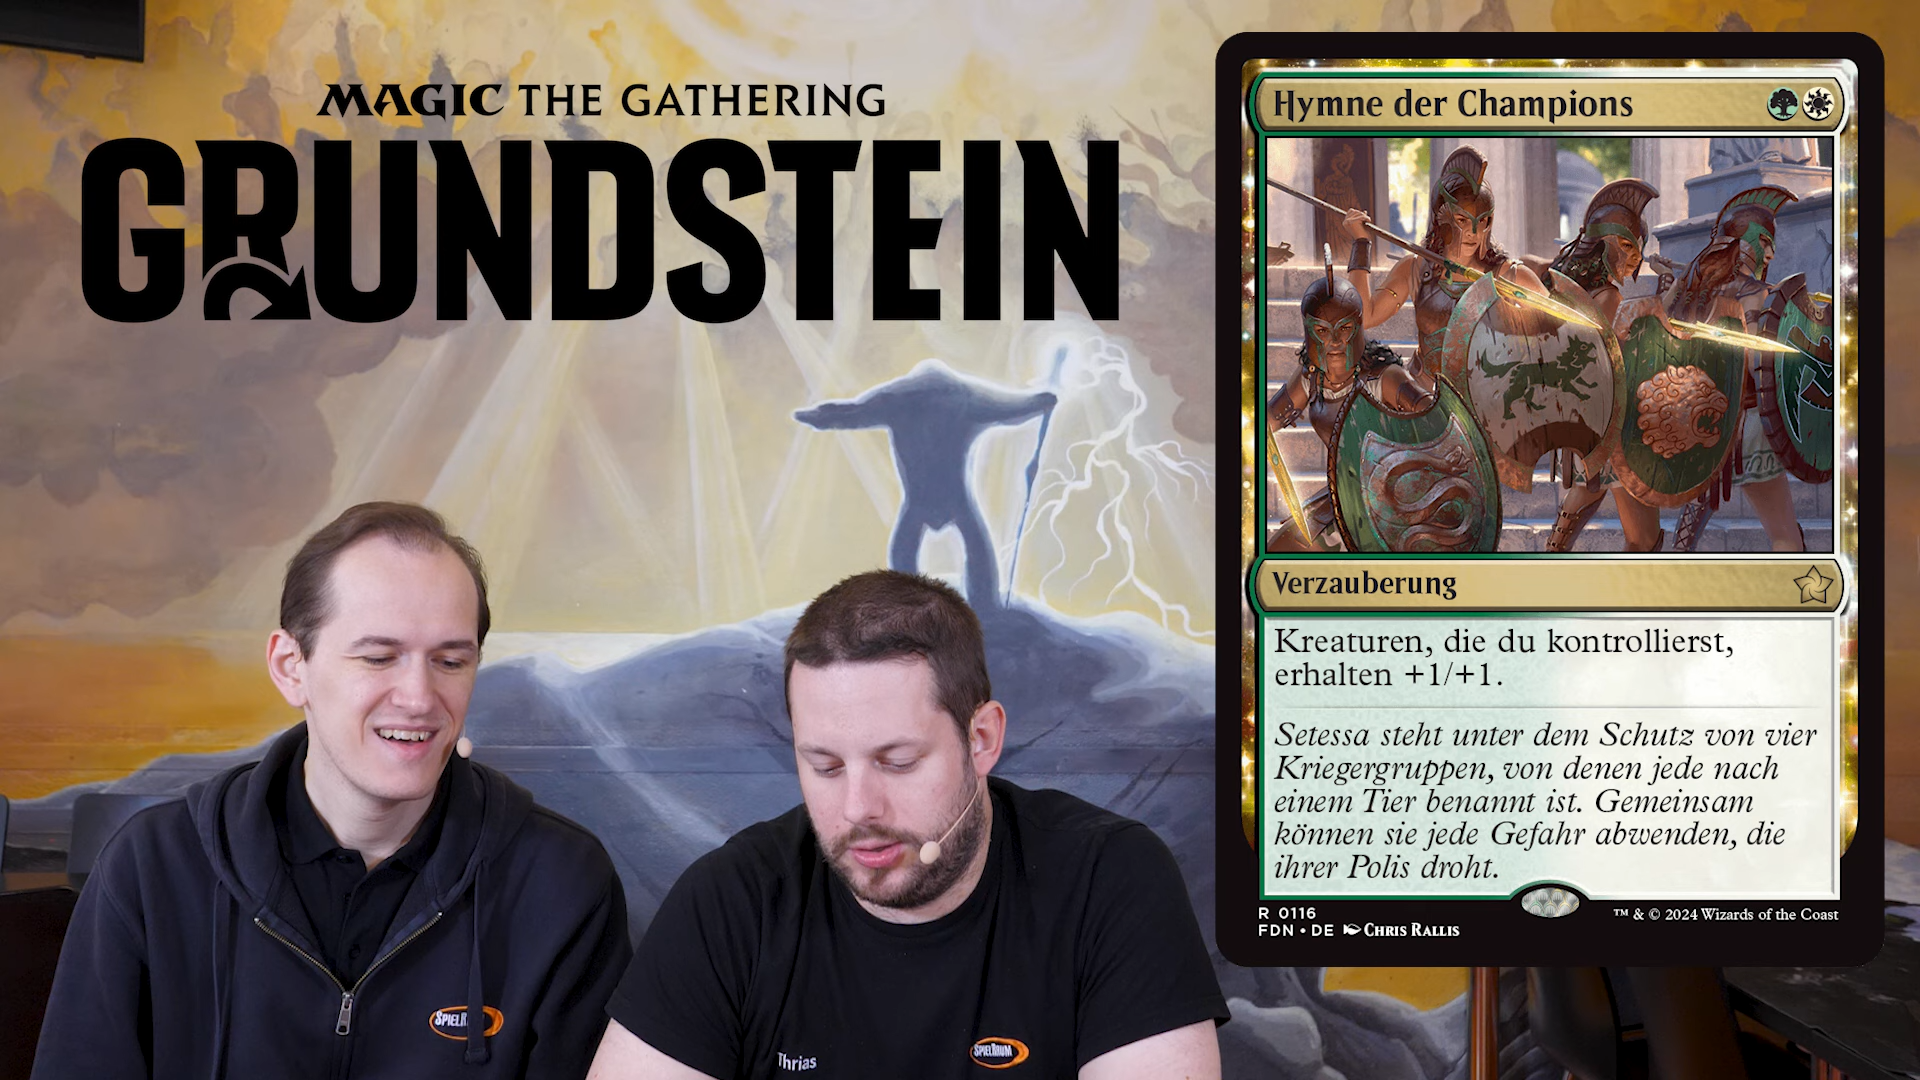 MAGIC THE GATHERING
GRUNDSTEIN
Hymne der Champions
Verzauberung
Kreaturen, die du kontrollierst,
erhalten +1/+1.
Setessa steht unter dem Schutz von vier
Kriegergruppen, von denen jede nach
einem Tier benannt ist. Gemeinsam
können sie jede Gefahr abwenden, die
ihrer Polis droht.
R 0116
FDN • DE Chris Rallis
™ & © 2024 Wizards of the Coast
Thrias
SPIELRAUM